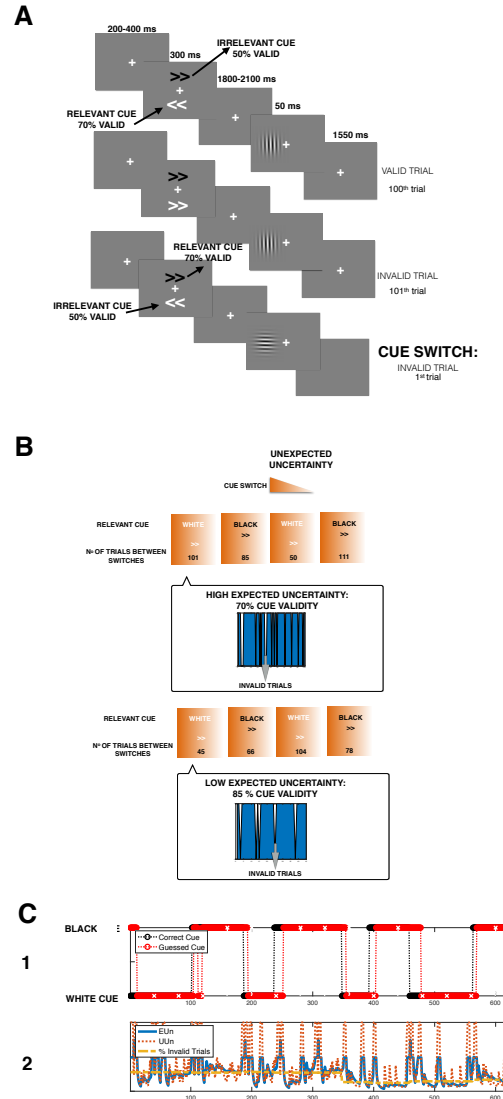 A
200-400 ms
IRRELEVANT CUE
50% VALID
300 ms
>>
1800-2100 ms
<<
RELEVANT CUE
70% VALID
50 ms
1550 ms
VALID TRIAL
100th trial
>>
>>
RELEVANT CUE
70% VALID
INVALID TRIAL
101th trial
>>
<<
IRRELEVANT CUE
50% VALID
CUE SWITCH:
INVALID TRIAL
1st trial
B
UNEXPECTED
UNCERTAINTY
CUE SWITCH
RELEVANT CUE
WHITE BLACK WHITE BLACK
>> >> >> >>
Nº OF TRIALS BETWEEN
SWITCHES
101 85 50 111
HIGH EXPECTED UNCERTAINTY:
70% CUE VALIDITY
INVALID TRIALS
RELEVANT CUE
WHITE BLACK WHITE BLACK
>> >> >> >>
Nº OF TRIALS BETWEEN
SWITCHES
45 66 104 78
LOW EXPECTED UNCERTAINTY:
85 % CUE VALIDITY
INVALID TRIALS
C
BLACK
Correct Cue
Guessed Cue
1
WHITE CUE
100 200 300 400 500 600
2
EUn
UUn
% Invalid Trials
100 200 300 400 500 600